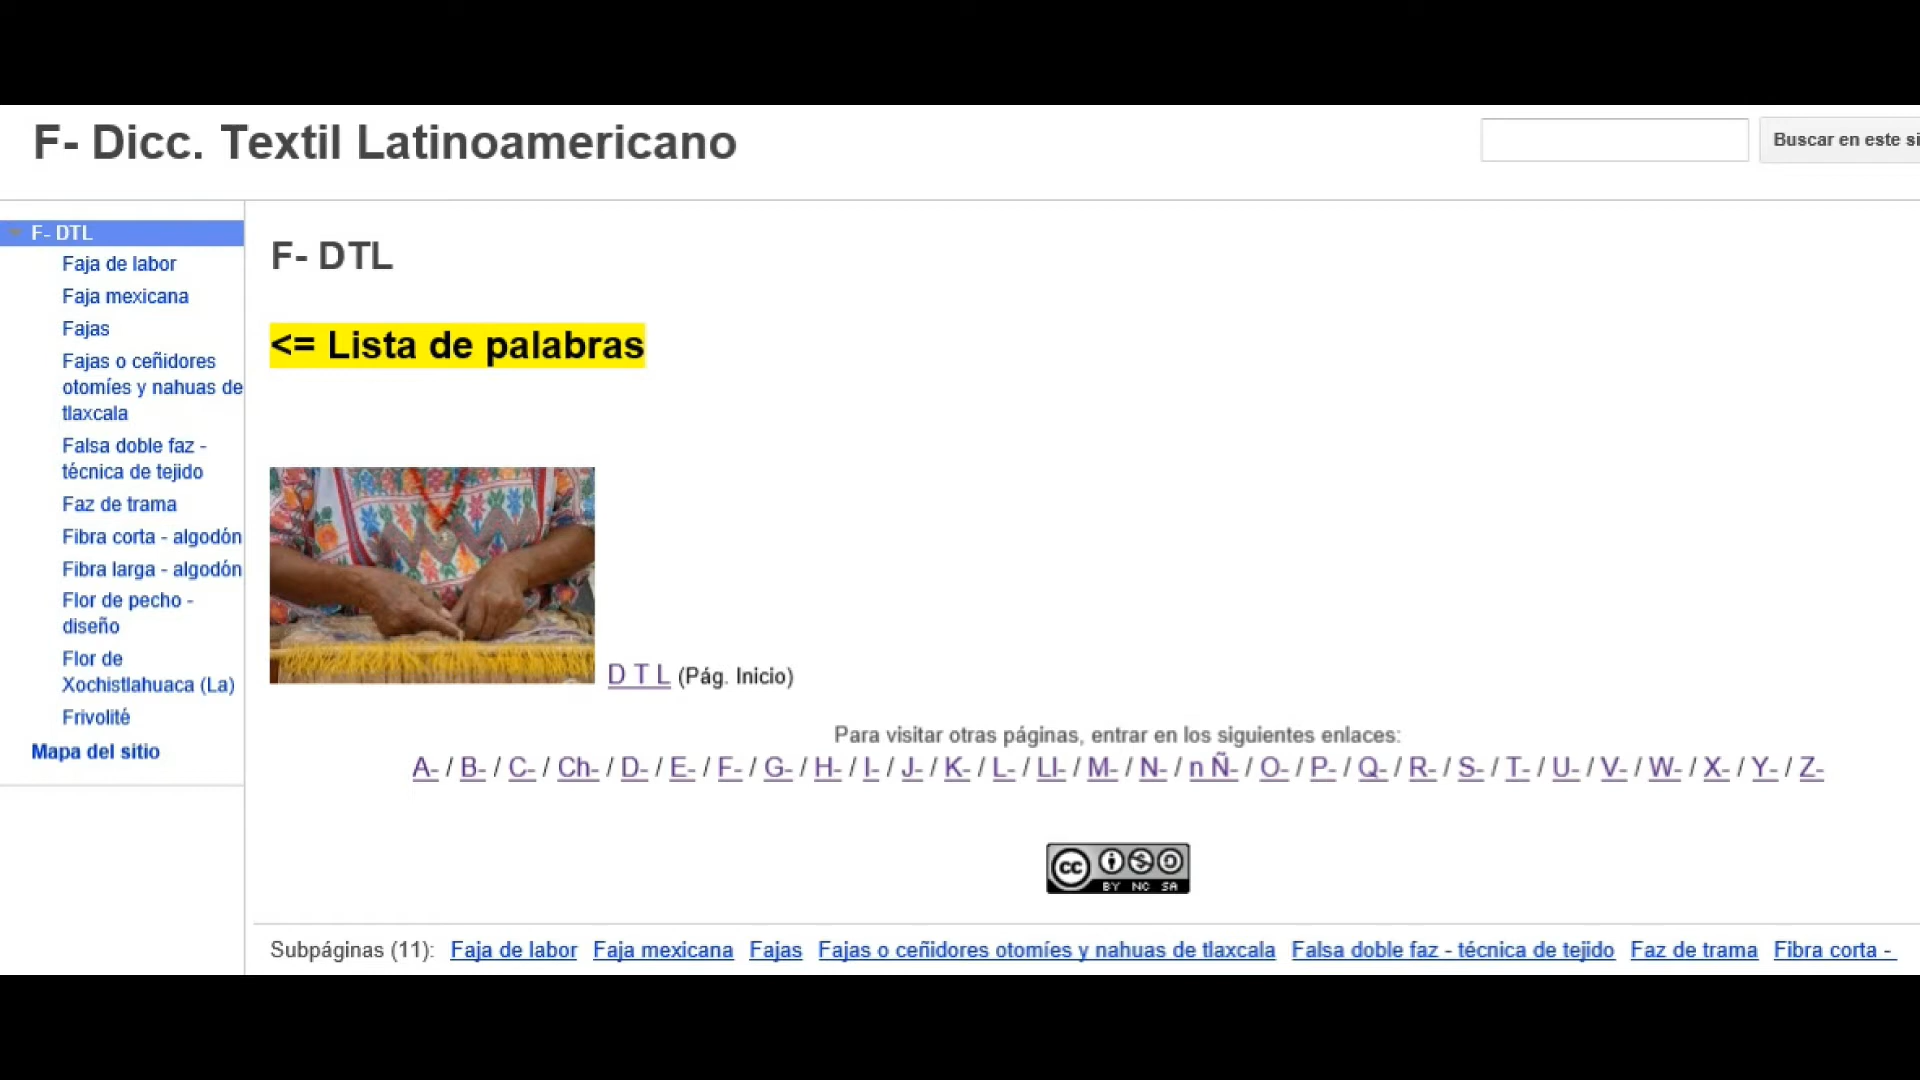 F- Dicc. Textil Latinoamericano
Buscar en este si
F- DTL
Faja de labor
Faja mexicana
Fajas
Fajas o ceñidores
otomíes y nahuas de
tlaxcala
Falsa doble faz -
técnica de tejido
Faz de trama
Fibra corta - algodón
Fibra larga - algodón
Flor de pecho -
diseño
Flor de
Xochistlahuaca (La)
Frivolité
Mapa del sitio
F- DTL
<= Lista de palabras
D T L (Pág. Inicio)
Para visitar otras páginas, entrar en los siguientes enlaces:
A- / B- / C- / Ch- / D- / E- / F- / G- / H- / I- / J- / K- / L- / Ll- / M- / N- / n Ñ- / O- / P- / Q- / R- / S- / T- / U- / V- / W- / X- / Y- / Z-
cc BY NC SA
Subpáginas (11): Faja de labor Faja mexicana Fajas Fajas o ceñidores otomíes y nahuas de tlaxcala Falsa doble faz - técnica de tejido Faz de trama Fibra corta -